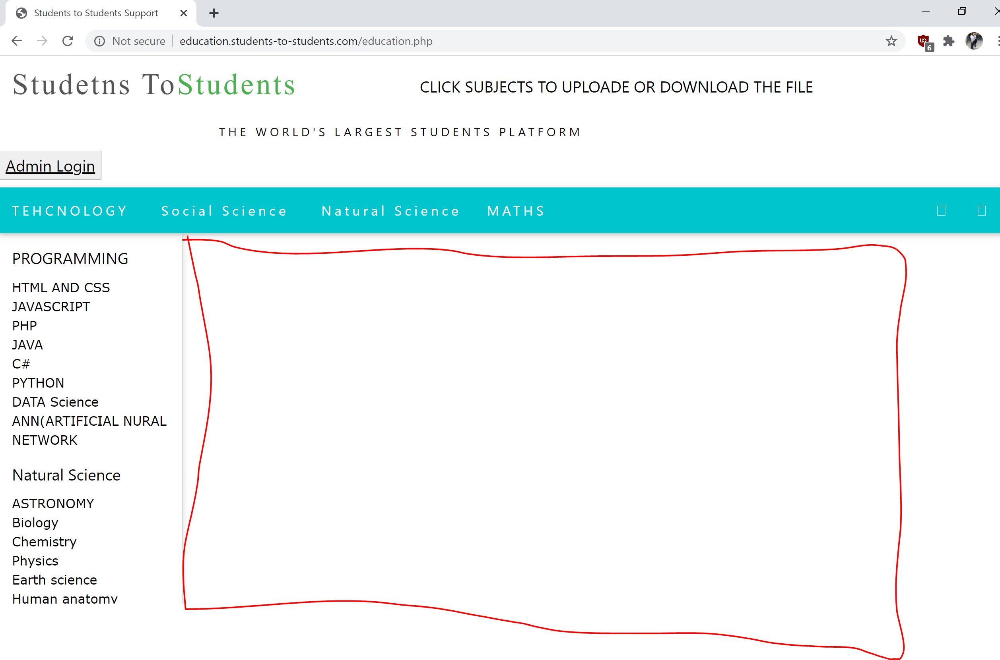 Students to Students Support
Not secure education.students-to-students.com/education.php
6
Studetns ToStudents
CLICK SUBJECTS TO UPLOADE OR DOWNLOAD THE FILE
THE WORLD'S LARGEST STUDENTS PLATFORM
Admin Login
TEHCNOLOGY Social Science Natural Science MATHS
PROGRAMMING
HTML AND CSS
JAVASCRIPT
PHP
JAVA
C#
PYTHON
DATA Science
ANN(ARTIFICIAL NURAL
NETWORK
Natural Science
ASTRONOMY
Biology
Chemistry
Physics
Earth science
Human anatomy